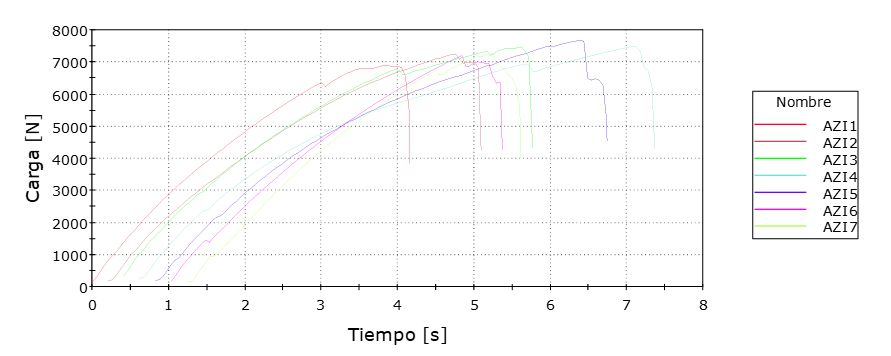 8000
7000
6000
5000
4000
3000
2000
1000
0
Carga [N]
0 1 2 3 4 5 6 7 8
Tiempo [s]
Nombre
AZI1
AZI2
AZI3
AZI4
AZI5
AZI6
AZI7